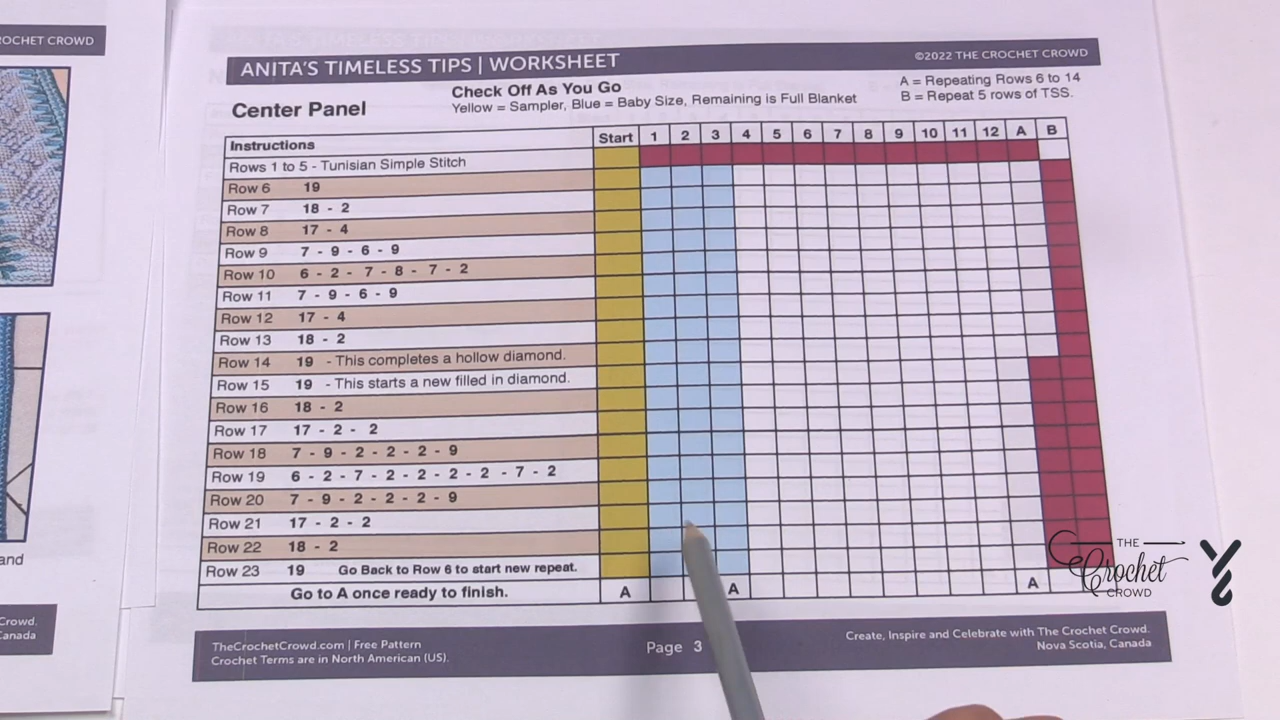 OCHET CROWD
ANITA'S TIMELESS TIPS | WORKSHEET
©2022 THE CROCHET CROWD
Center Panel
Check Off As You Go
Yellow = Sampler, Blue = Baby Size, Remaining is Full Blanket
A = Repeating Rows 6 to 14
B = Repeat 5 rows of TSS.
Instructions Start 1 2 3 4 5 6 7 8 9 10 11 12 A B
Rows 1 to 5 - Tunisian Simple Stitch
Row 6 19
Row 7 18 - 2
Row 8 17 - 4
Row 9 7 - 9 - 6 - 9
Row 10 6 - 2 - 7 - 8 - 7 - 2
Row 11 7 - 9 - 6 - 9
Row 12 17 - 4
Row 13 18 - 2
Row 14 19 - This completes a hollow diamond.
Row 15 19 - This starts a new filled in diamond.
Row 16 18 - 2
Row 17 17 - 2 - 2
Row 18 7 - 9 - 2 - 2 - 2 - 9
Row 19 6 - 2 - 7 - 2 - 2 - 2 - 2 - 7 - 2
Row 20 7 - 9 - 2 - 2 - 2 - 9
Row 21 17 - 2 - 2
Row 22 18 - 2
Row 23 19 Go Back to Row 6 to start new repeat.
Go to A once ready to finish. A A A
TheCrochetCrowd.com | Free Pattern
Crochet Terms are in North American (US).
Page 3
Create, Inspire and Celebrate with The Crochet Crowd.
Nova Scotia, Canada
and
Crowd.
Canada
THE
Crochet
CROWD